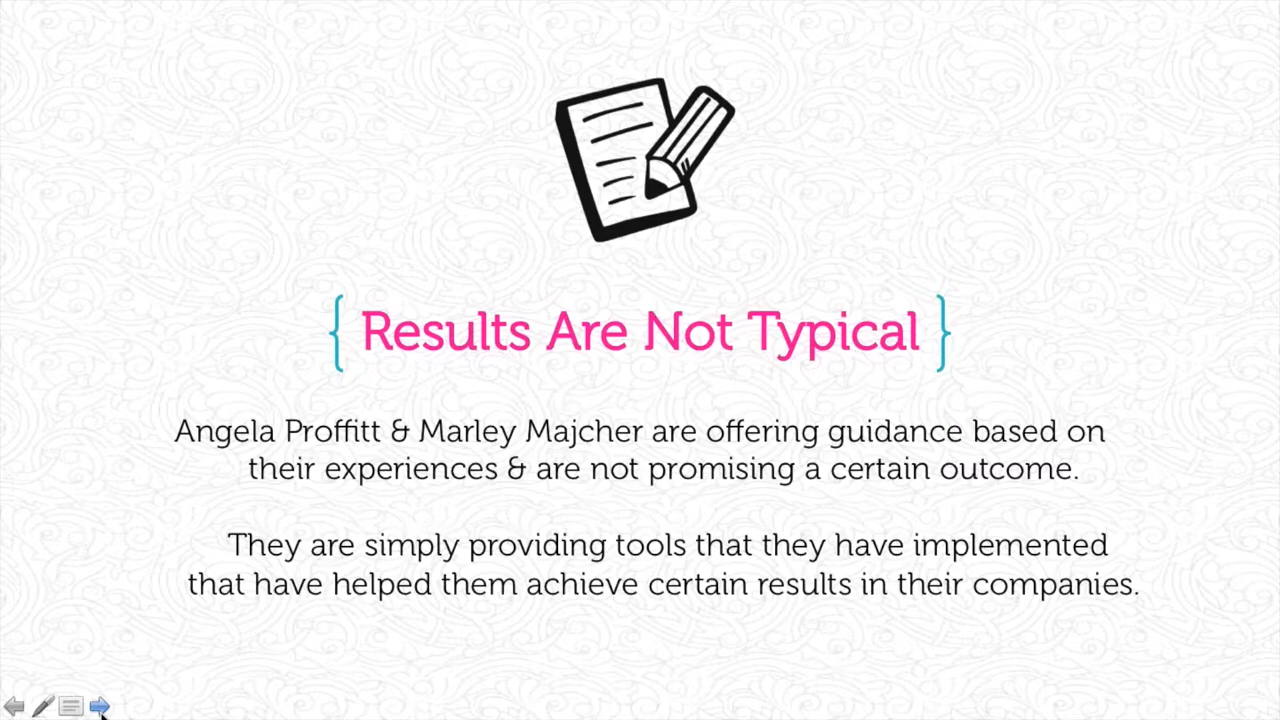 { Results Are Not Typical }
Angela Proffitt & Marley Majcher are offering guidance based on
their experiences & are not promising a certain outcome.
They are simply providing tools that they have implemented
that have helped them achieve certain results in their companies.